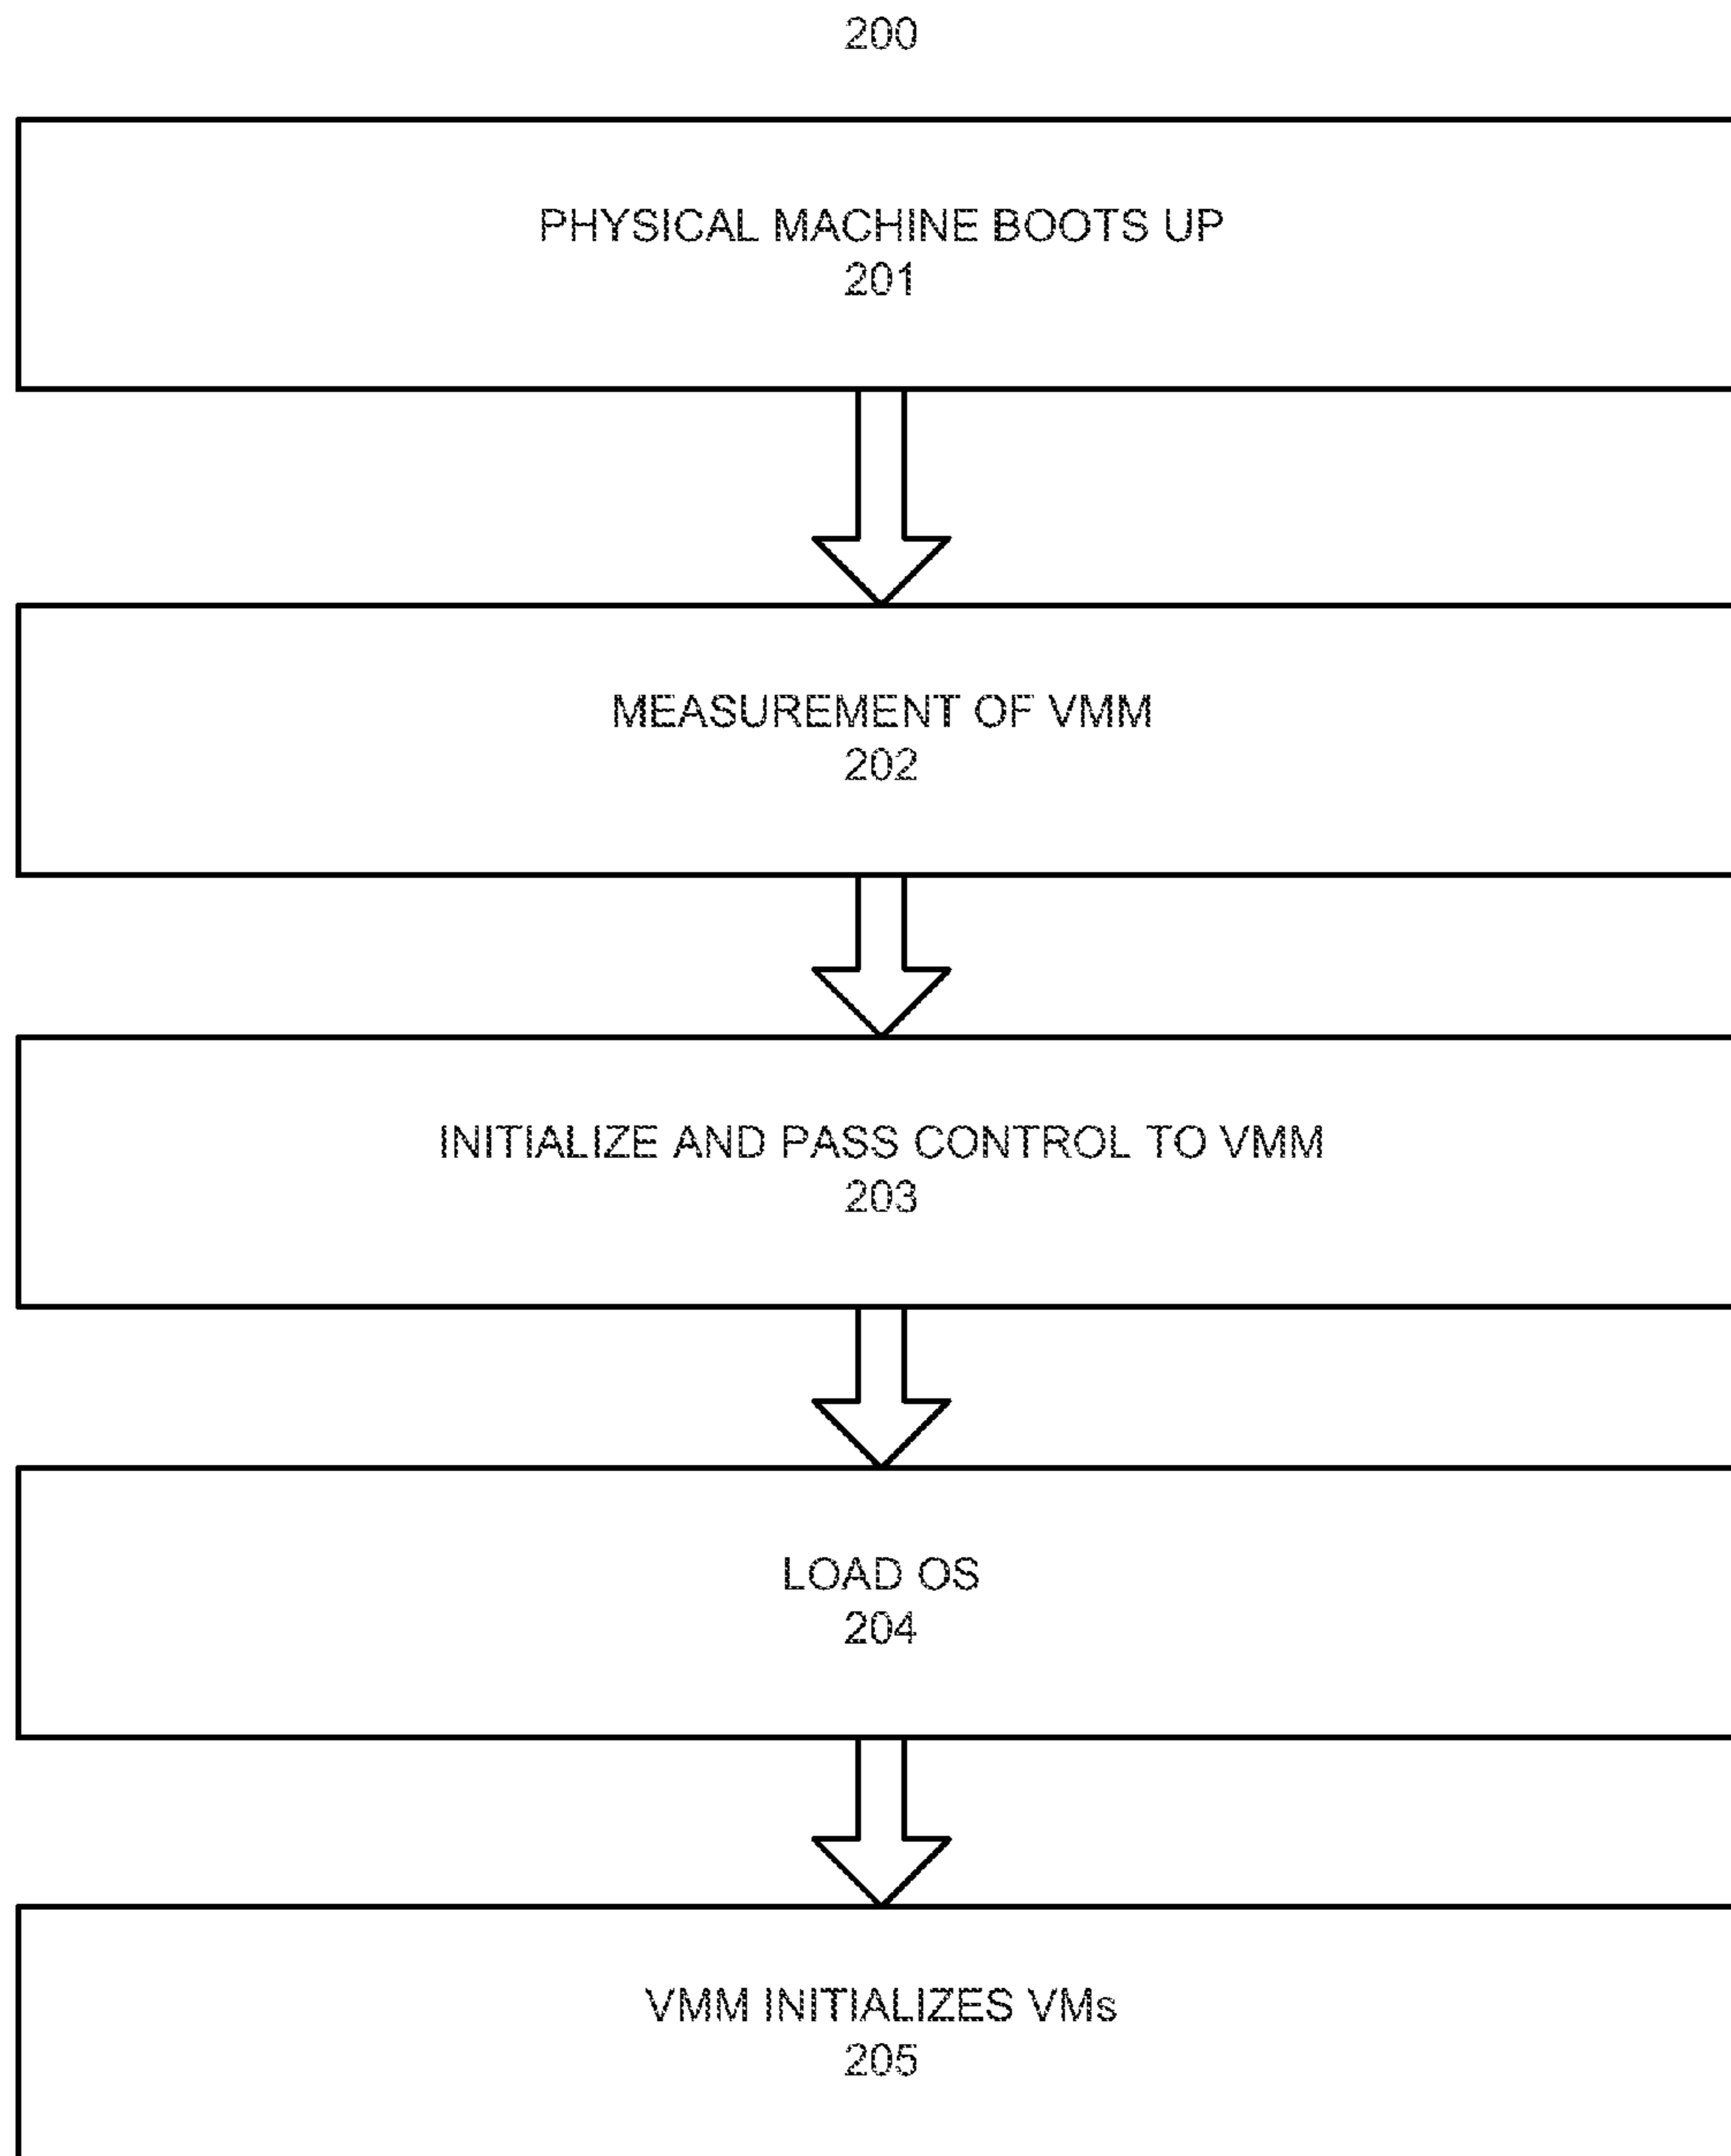 200
PHYSICAL MACHINE BOOTS UP
201
MEASUREMENT OF VMM
202
INITIALIZE AND PASS CONTROL TO VMM
203
LOAD OS
204
VMM INITIALIZES VMs
205